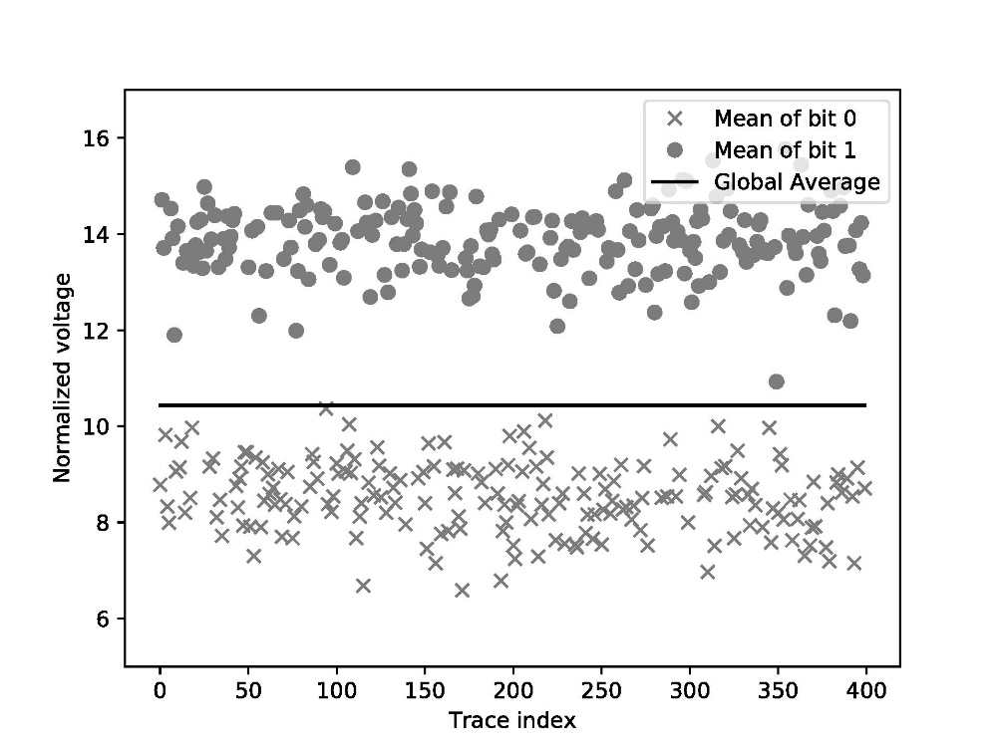 Mean of bit 0
Mean of bit 1
Global Average
16
14
12
10
8
6
Normalized voltage
0 50 100 150 200 250 300 350 400
Trace index